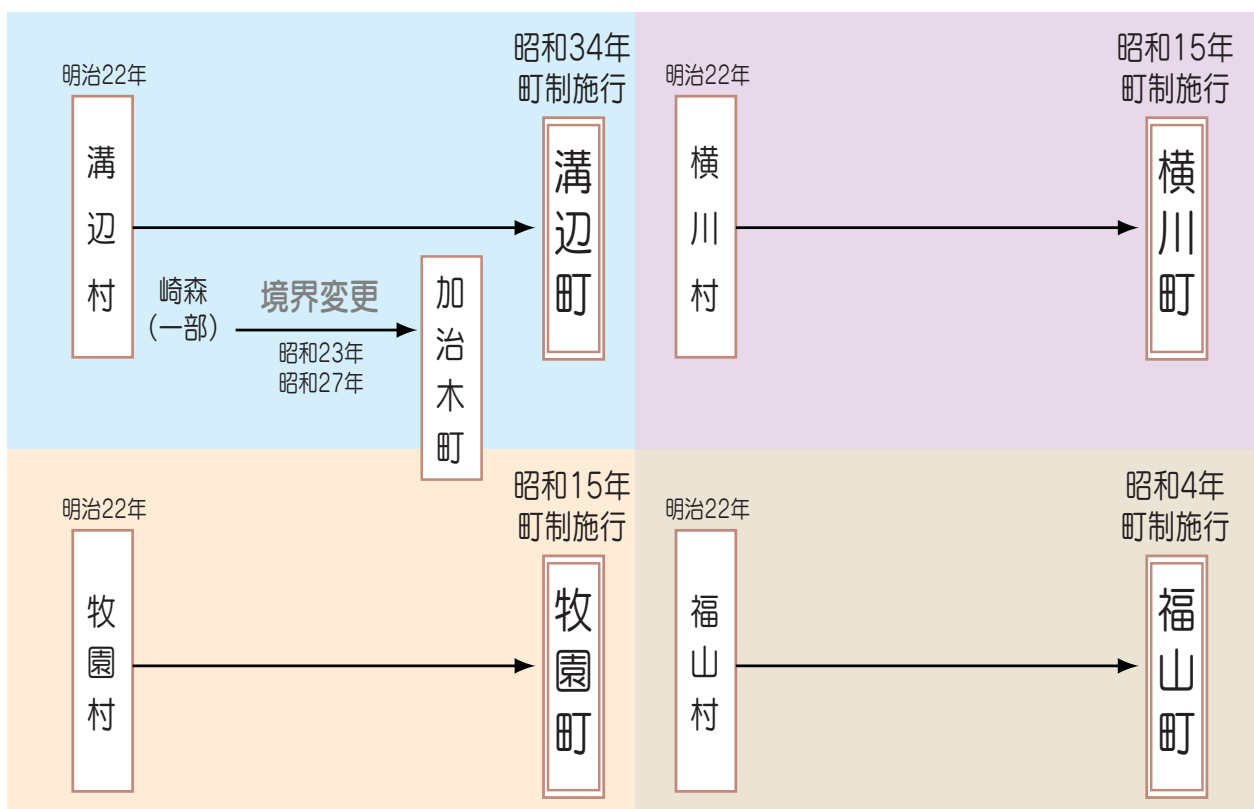 明治22年
溝辺村
崎森
(一部)
境界変更
昭和23年
昭和27年
加治木町
昭和34年
町制施行
溝辺町
明治22年
横川村
昭和15年
町制施行
横川町
明治22年
牧園村
昭和15年
町制施行
牧園町
明治22年
福山村
昭和4年
町制施行
福山町